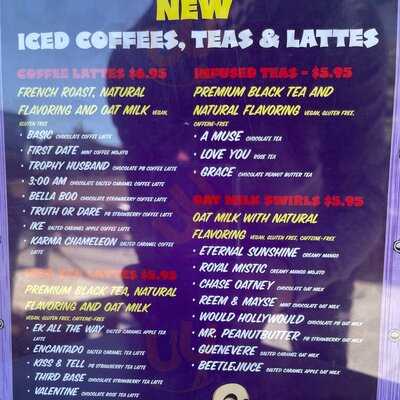 NEW
ICED COFFEES, TEAS & LATTES
COFFEE LATTES $6.95
FRENCH ROAST, NATURAL
FLAVORING AND OAT MILK VEGAN,
GLUTEN FREE
• BASIC CHOCOLATE COFFEE LATTE
• FIRST DATE MINT COFFEE MOJITO
• TROPHY HUSBAND CHOCOLATE PB COFFEE LATTE
• 3:00 AM CHOCOLATE SALTED CARAMEL COFFEE LATTE
• BELLA BOO CHOCOLATE STRAWBERRY COFFEE LATTE
• TRUTH OR DARE PB STRAWBERRY COFFEE LATTE
• IKE SALTED CARAMEL APPLE COFFEE LATTE
• KARMA CHAMELEON SALTED CARAMEL COFFEE
LATTE
LATTES $5.95
PREMIUM BLACK TEA, NATURAL
FLAVORING AND OAT MILK
VEGAN, GLUTEN FREE, CAFFEINE-FREE
• EK ALL THE WAY SALTED CARAMEL APPLE TEA
LATTE
• ENCANTADO SALTED CARAMEL TEA LATTE
• KISS & TELL PB STRAWBERRY TEA LATTE
• THIRD BASE CHOCOLATE STRAWBERRY TEA LATTE
• VALENTINE CHOCOLATE ROSE TEA LATTE
INFUSED TEAS - $5.95
PREMIUM BLACK TEA AND
NATURAL FLAVORING VEGAN, GLUTEN FREE,
CAFFEINE-FREE
• A MUSE CHOCOLATE TEA
• LOVE YOU ROSE TEA
• GRACE CHOCOLATE PEANUT BUTTER TEA
OAT MILK SWIRLS $5.95
OAT MILK WITH NATURAL
FLAVORING VEGAN, GLUTEN FREE, CAFFEINE-FREE
• ETERNAL SUNSHINE CREAMY MANGO
• ROYAL MISTIC CREAMY MANGO MOJITO
• CHASE OATNEY CHOCOLATE OAT MILK
• REEM & MAYSE MINT CHOCOLATE OAT MILK
• WOULD HOLLYWOULD CHOCOLATE PB OAT MILK
• MR. PEANUTBUTTER PB STRAWBERRY OAT MILK
• GUENEVERE SALTED CARAMEL OAT MILK
• BEETLEJIUCE SALTED CARAMEL APPLE OAT MILK